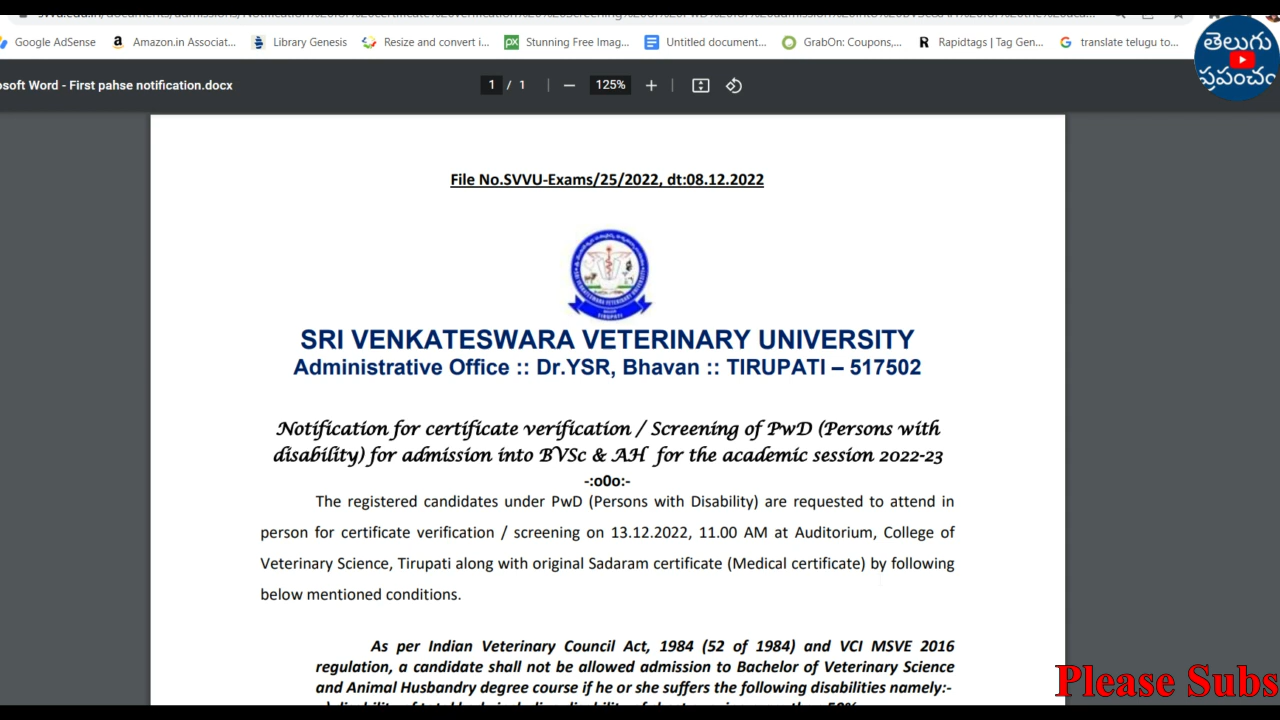 Google AdSense
Amazon.in Associat...
Library Genesis
Resize and convert i...
Stunning Free Imag...
Untitled document...
GrabOn: Coupons,...
Rapidtags | Tag Gen...
translate telugu to...
తెలుగు
ప్రపంచం
osoft Word - First pahse notification.docx
1 / 1
125%
File No.SVVU-Exams/25/2022, dt:08.12.2022
SRI VENKATESWARA VETERINARY UNIVERSITY
Administrative Office :: Dr.YSR, Bhavan :: TIRUPATI – 517502
Notification for certificate verification / Screening of PwD (Persons with
disability) for admission into BVSc & AH for the academic session 2022-23
-:o0o:-
The registered candidates under PwD (Persons with Disability) are requested to attend in
person for certificate verification / screening on 13.12.2022, 11.00 AM at Auditorium, College of
Veterinary Science, Tirupati along with original Sadaram certificate (Medical certificate) by following
below mentioned conditions.
As per Indian Veterinary Council Act, 1984 (52 of 1984) and VCI MSVE 2016
regulation, a candidate shall not be allowed admission to Bachelor of Veterinary Science
and Animal Husbandry degree course if he or she suffers the following disabilities namely:-
Please Subs